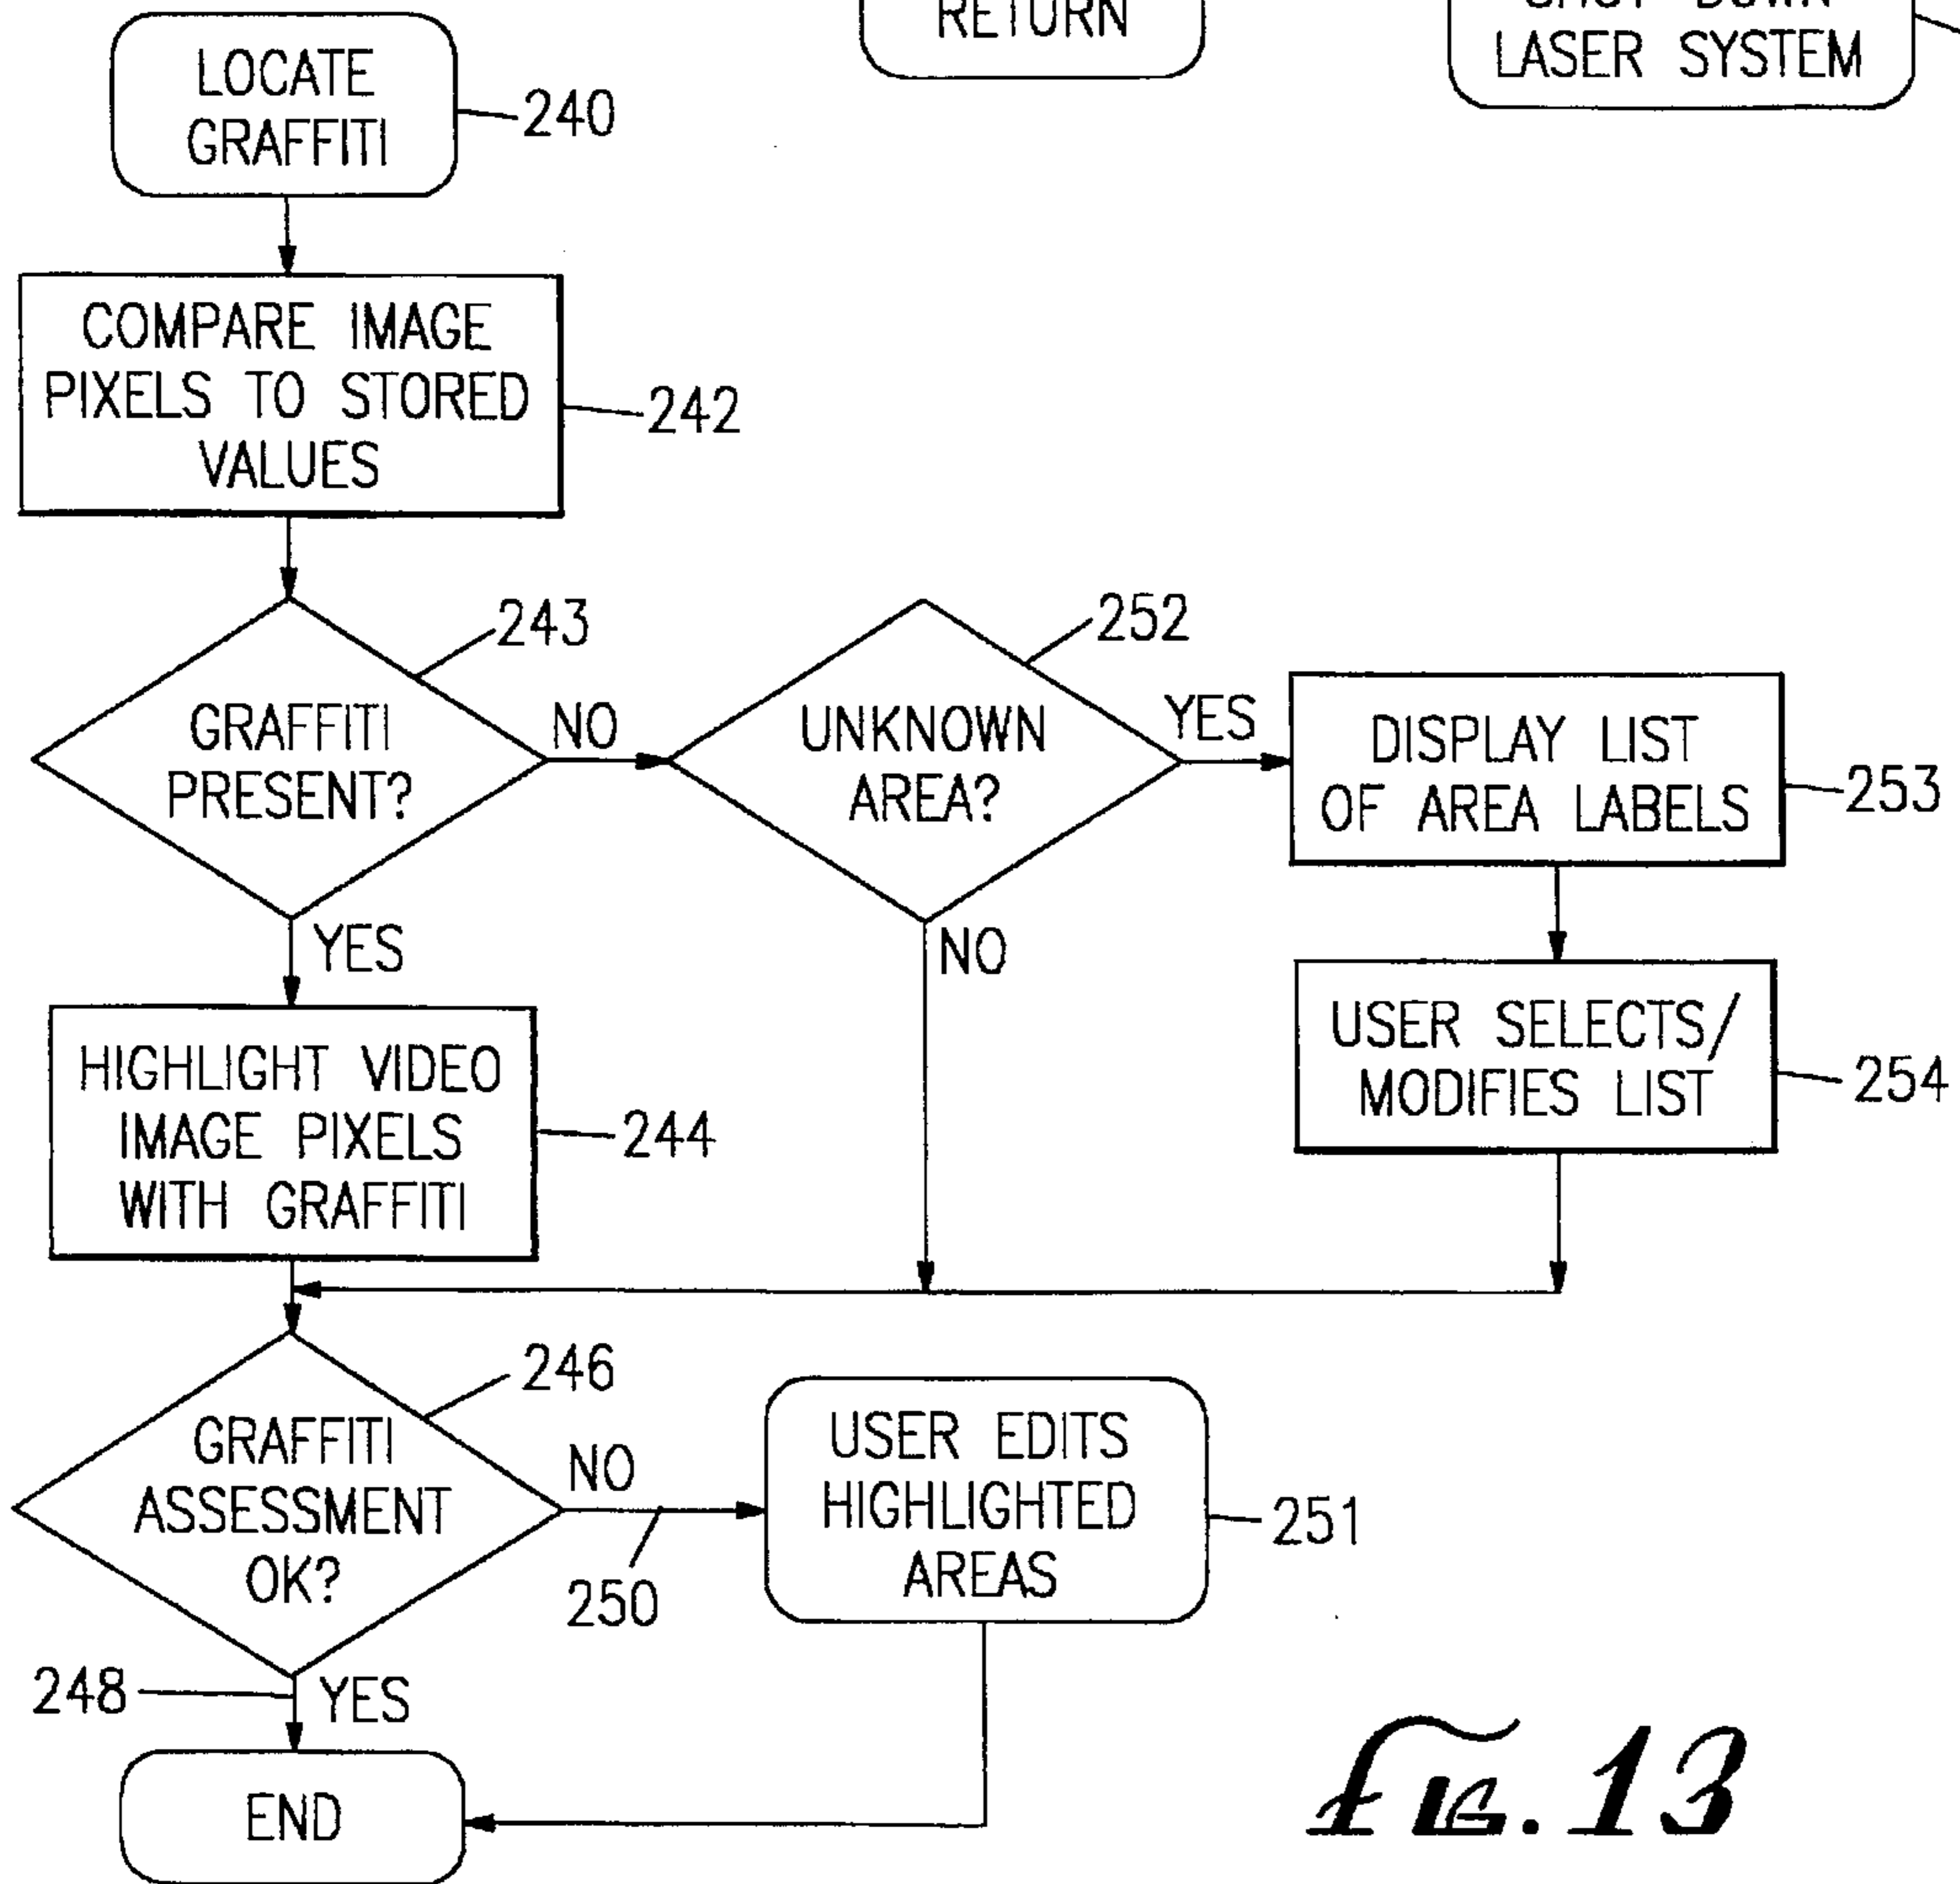 RETURN
LASER SYSTEM
LOCATE
GRAFFITI
240
COMPARE IMAGE
PIXELS TO STORED
VALUES
242
243
GRAFFITI
PRESENT?
NO
YES
252
UNKNOWN
AREA?
YES
NO
DISPLAY LIST
OF AREA LABELS
253
USER SELECTS/
MODIFIES LIST
254
HIGHLIGHT VIDEO
IMAGE PIXELS
WITH GRAFFITI
244
246
GRAFFITI
ASSESSMENT
OK?
NO
250
USER EDITS
HIGHLIGHTED
AREAS
251
248
YES
END
FIG. 13